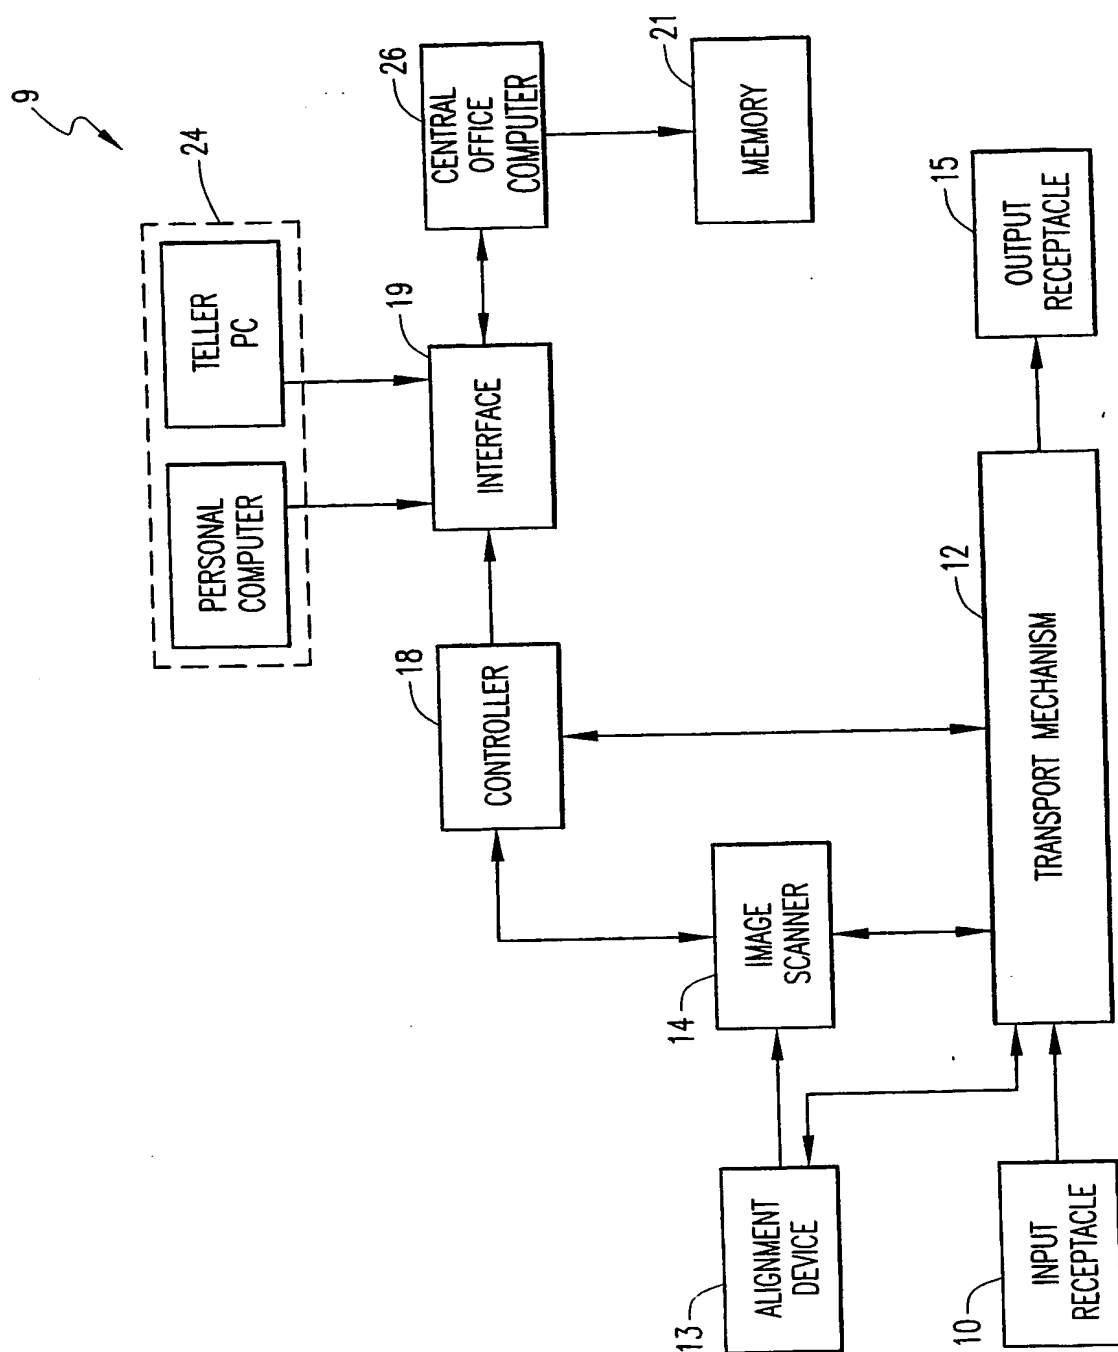 9
24
PERSONAL
COMPUTER
TELLER
PC
18
CONTROLLER
19
INTERFACE
26
CENTRAL
OFFICE
COMPUTER
21
MEMORY
13
ALIGNMENT
DEVICE
14
IMAGE
SCANNER
10
INPUT
RECEPTACLE
12
TRANSPORT MECHANISM
15
OUTPUT
RECEPTACLE